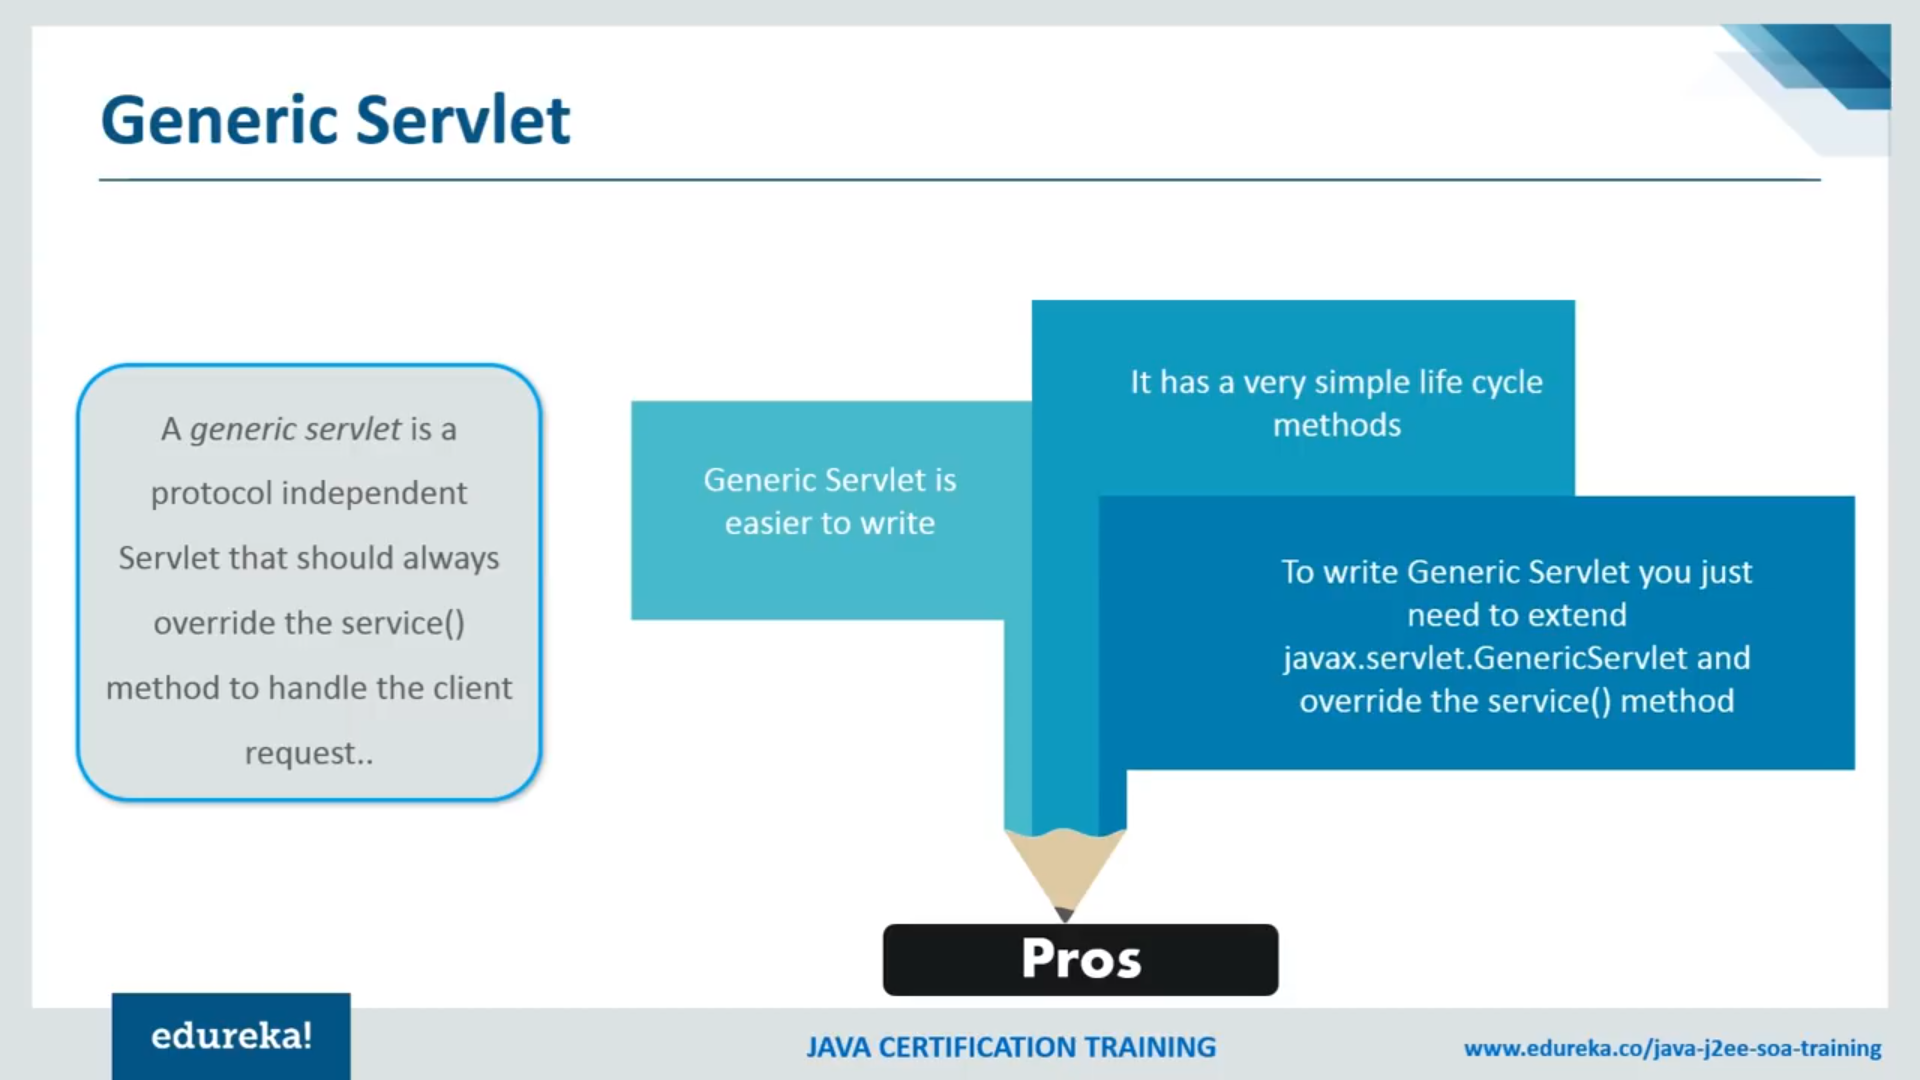 Generic Servlet
A generic servlet is a
protocol independent
Servlet that should always
override the service()
method to handle the client
request..
Generic Servlet is
easier to write
It has a very simple life cycle
methods
To write Generic Servlet you just
need to extend
javax.servlet.GenericServlet and
override the service() method
Pros
edureka!
JAVA CERTIFICATION TRAINING
www.edureka.co/java-j2ee-soa-training